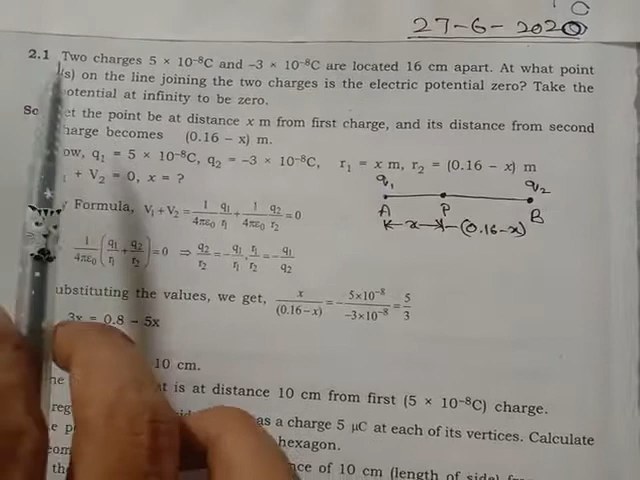 27-6-2020
2.1 Two charges 5 × 10⁻⁸C and –3 × 10⁻⁸C are located 16 cm apart. At what point
(s) on the line joining the two charges is the electric potential zero? Take the
potential at infinity to be zero.
et the point be at distance x m from first charge, and its distance from second
harge becomes (0.16 – x) m.
ow, q₁ = 5 × 10⁻⁸C, q₂ = –3 × 10⁻⁸C, r₁ = x m, r₂ = (0.16 – x) m
+ V₂ = 0, x = ?
q₁ q₂
A P B
x (0.16-x)
Formula, V₁+V₂ = 1/4πε₀ q₁/r₁ + 1/4πε₀ q₂/r₂ = 0
1/4πε₀ (q₁/r₁ + q₂/r₂) = 0 ⇒ q₂/r₂ = – q₁/r₁ . r₁/r₂ = – q₁/q₂
ubstituting the values, we get, x/(0.16–x) = – 5×10⁻⁸/–3×10⁻⁸ = 5/3
3x = 0.8 – 5x
10 cm.
is at distance 10 cm from first (5 × 10⁻⁸C) charge.
as a charge 5 μC at each of its vertices. Calculate
hexagon.
nce of 10 cm (length of side)